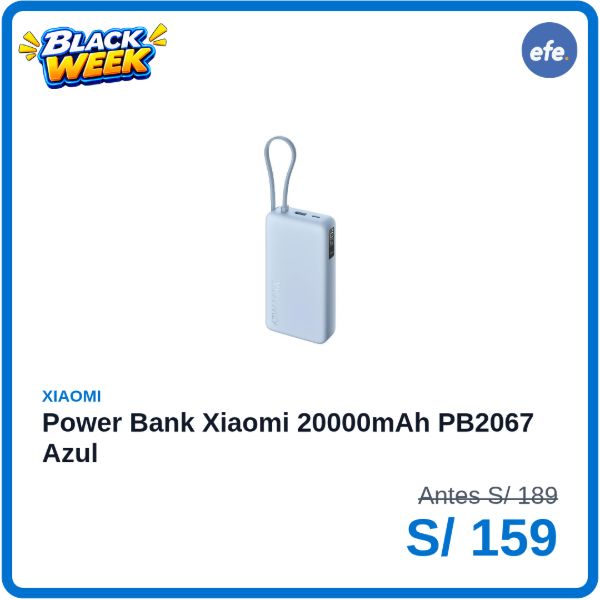 BLACK
WEEK
efe.
XIAOMI
Power Bank Xiaomi 20000mAh PB2067
Azul
Antes S/ 189
S/ 159